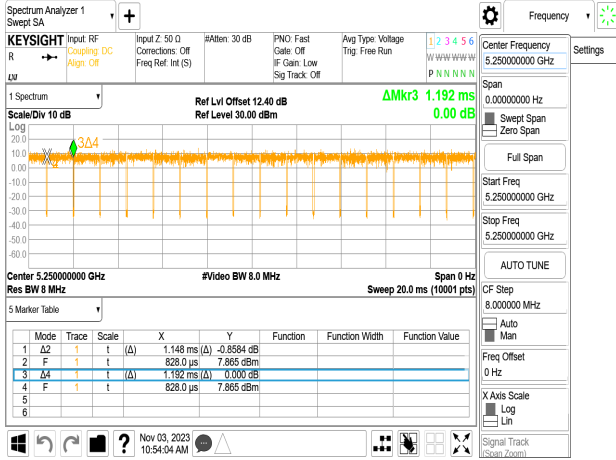 Spectrum Analyzer 1
Swept SA
Frequency
Settings
KEYSIGHT
R
Input: RF
Coupling: DC
Align: Off
Input Z: 50 Ω
Corrections: Off
Freq Ref: Int (S)
#Atten: 30 dB
PNO: Fast
Gate: Off
IF Gain: Low
Sig Track: Off
Avg Type: Voltage
Trig: Free Run
1 2 3 4 5 6
W W W W W W
P N N N N N
1 Spectrum
Scale/Div 10 dB
Ref Lvl Offset 12.40 dB
Ref Level 30.00 dBm
ΔMkr3 1.192 ms
0.00 dB
Log
20.0
10.0
0.00
-10.0
-20.0
-30.0
-40.0
-50.0
-60.0
3Δ4
Center 5.250000000 GHz
Res BW 8 MHz
#Video BW 8.0 MHz
Span 0 Hz
Sweep 20.0 ms (10001 pts)
5 Marker Table
Mode Trace Scale X Y Function Function Width Function Value
1 Δ2 1 t (Δ) 1.148 ms (Δ) -0.8584 dB
2 F 1 t 828.0 µs 7.865 dBm
3 Δ4 1 t (Δ) 1.192 ms (Δ) 0.000 dB
4 F 1 t 828.0 µs 7.865 dBm
5
6
Nov 03, 2023
10:54:04 AM
Center Frequency
5.250000000 GHz
Span
0.00000000 Hz
Swept Span
Zero Span
Full Span
Start Freq
5.250000000 GHz
Stop Freq
5.250000000 GHz
AUTO TUNE
CF Step
8.000000 MHz
Auto
Man
Freq Offset
0 Hz
X Axis Scale
Log
Lin
Signal Track
(Span Zoom)